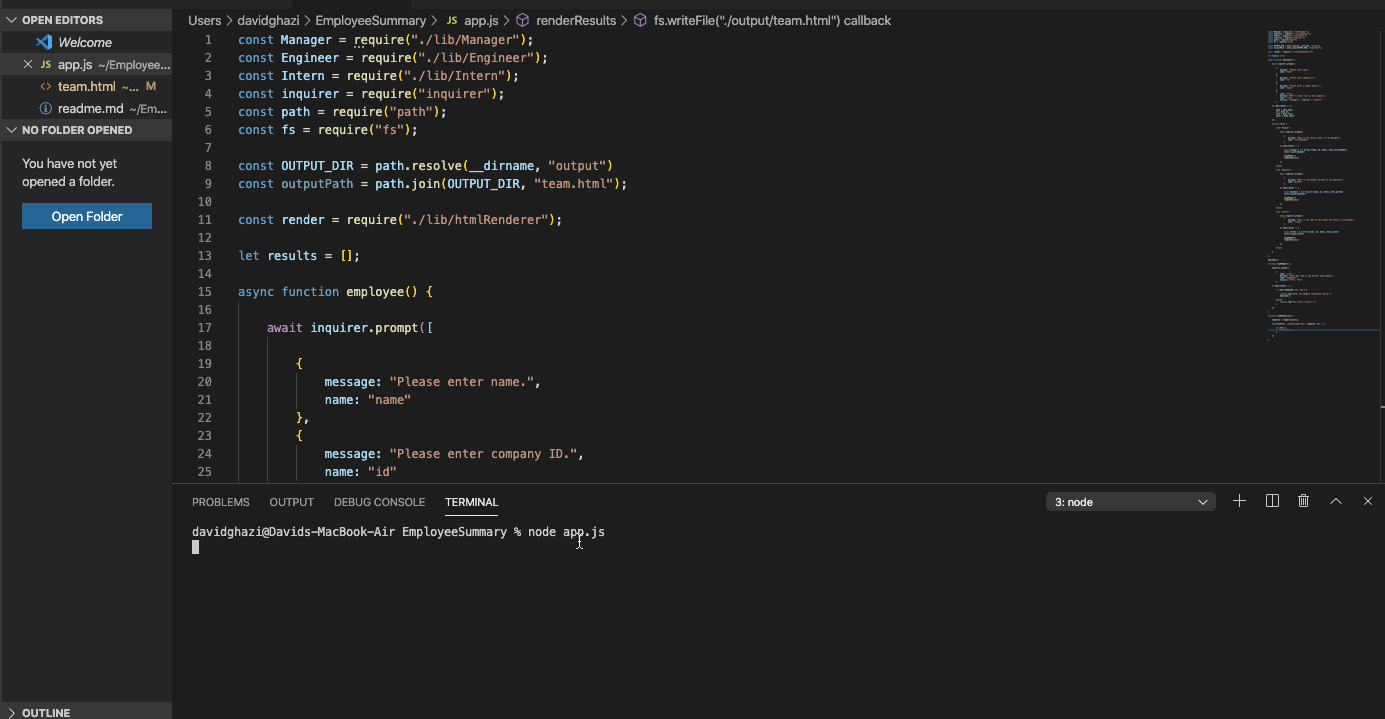 OPEN EDITORS
Welcome
JS app.js ~/Employee...
<> team.html ~... M
readme.md ~/Em...
NO FOLDER OPENED
You have not yet
opened a folder.
Open Folder
OUTLINE
Users > davidghazi > EmployeeSummary > JS app.js > renderResults > fs.writeFile("./output/team.html") callback
1 const Manager = require("./lib/Manager");
2 const Engineer = require("./lib/Engineer");
3 const Intern = require("./lib/Intern");
4 const inquirer = require("inquirer");
5 const path = require("path");
6 const fs = require("fs");
7
8 const OUTPUT_DIR = path.resolve(__dirname, "output")
9 const outputPath = path.join(OUTPUT_DIR, "team.html");
10
11 const render = require("./lib/htmlRenderer");
12
13 let results = [];
14
15 async function employee() {
16
17 await inquirer.prompt([
18
19 {
20 message: "Please enter name.",
21 name: "name"
22 },
23 {
24 message: "Please enter company ID.",
25 name: "id"
PROBLEMS OUTPUT DEBUG CONSOLE TERMINAL 3: node
davidghazi@Davids-MacBook-Air EmployeeSummary % node app.js